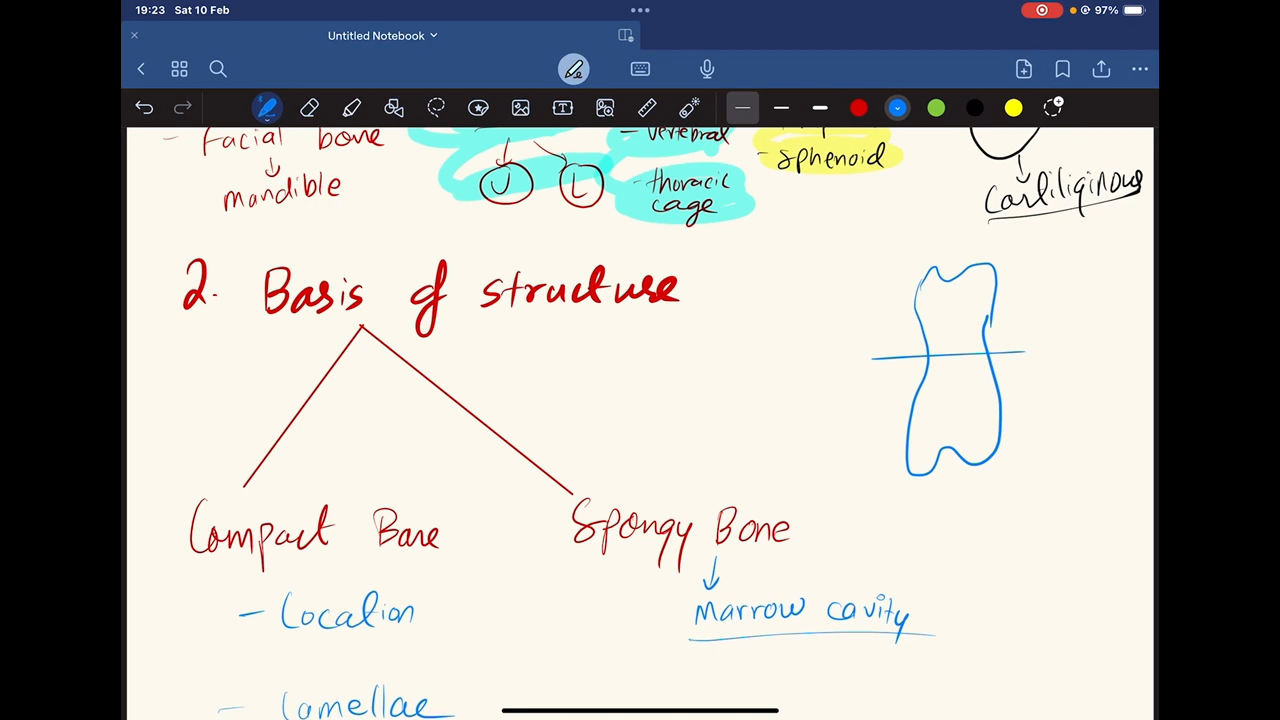 19:23 Sat 10 Feb
97%
Untitled Notebook
- Facial bone
mandible
U
L
- vertebral
- thoracic
cage
- sphenoid
Cartiliginous
2. Basis of structure
Compact Bone
Spongy Bone
- Location
Marrow cavity
- Lamellae